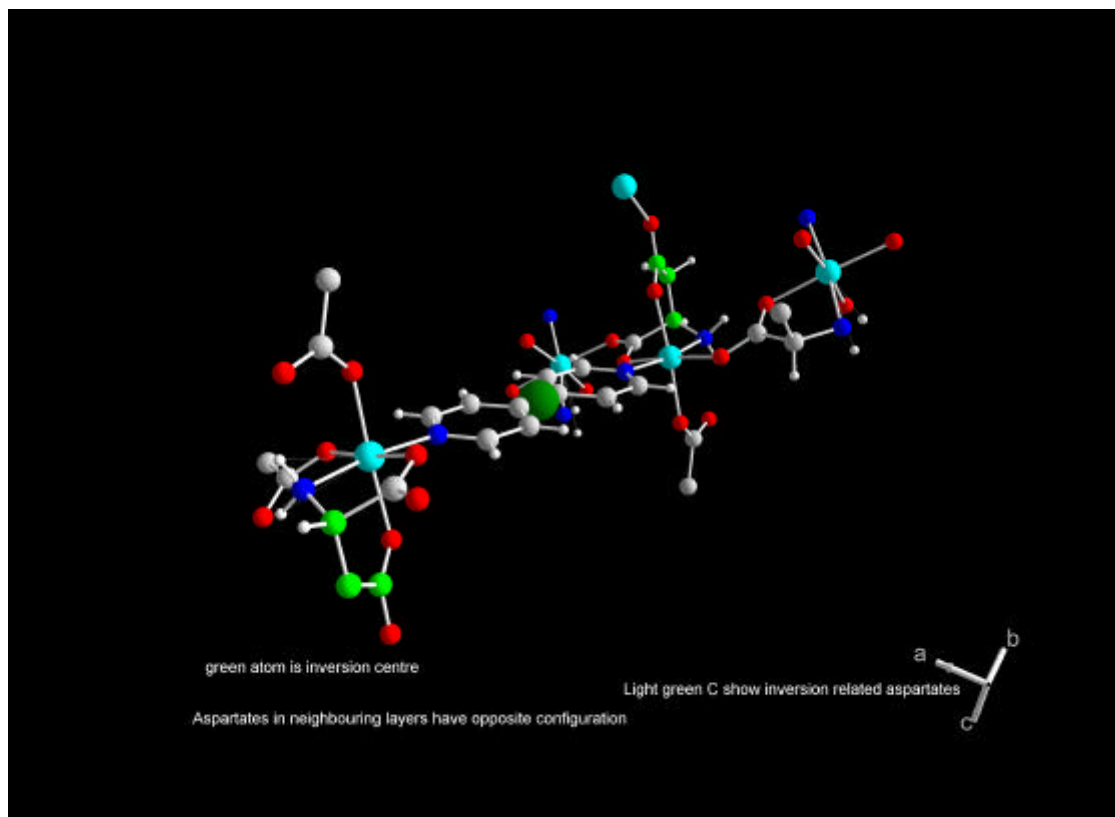 green atom is inversion centre
Light green C show inversion related aspartates
Aspartates in neighbouring layers have opposite configuration
a
b
c